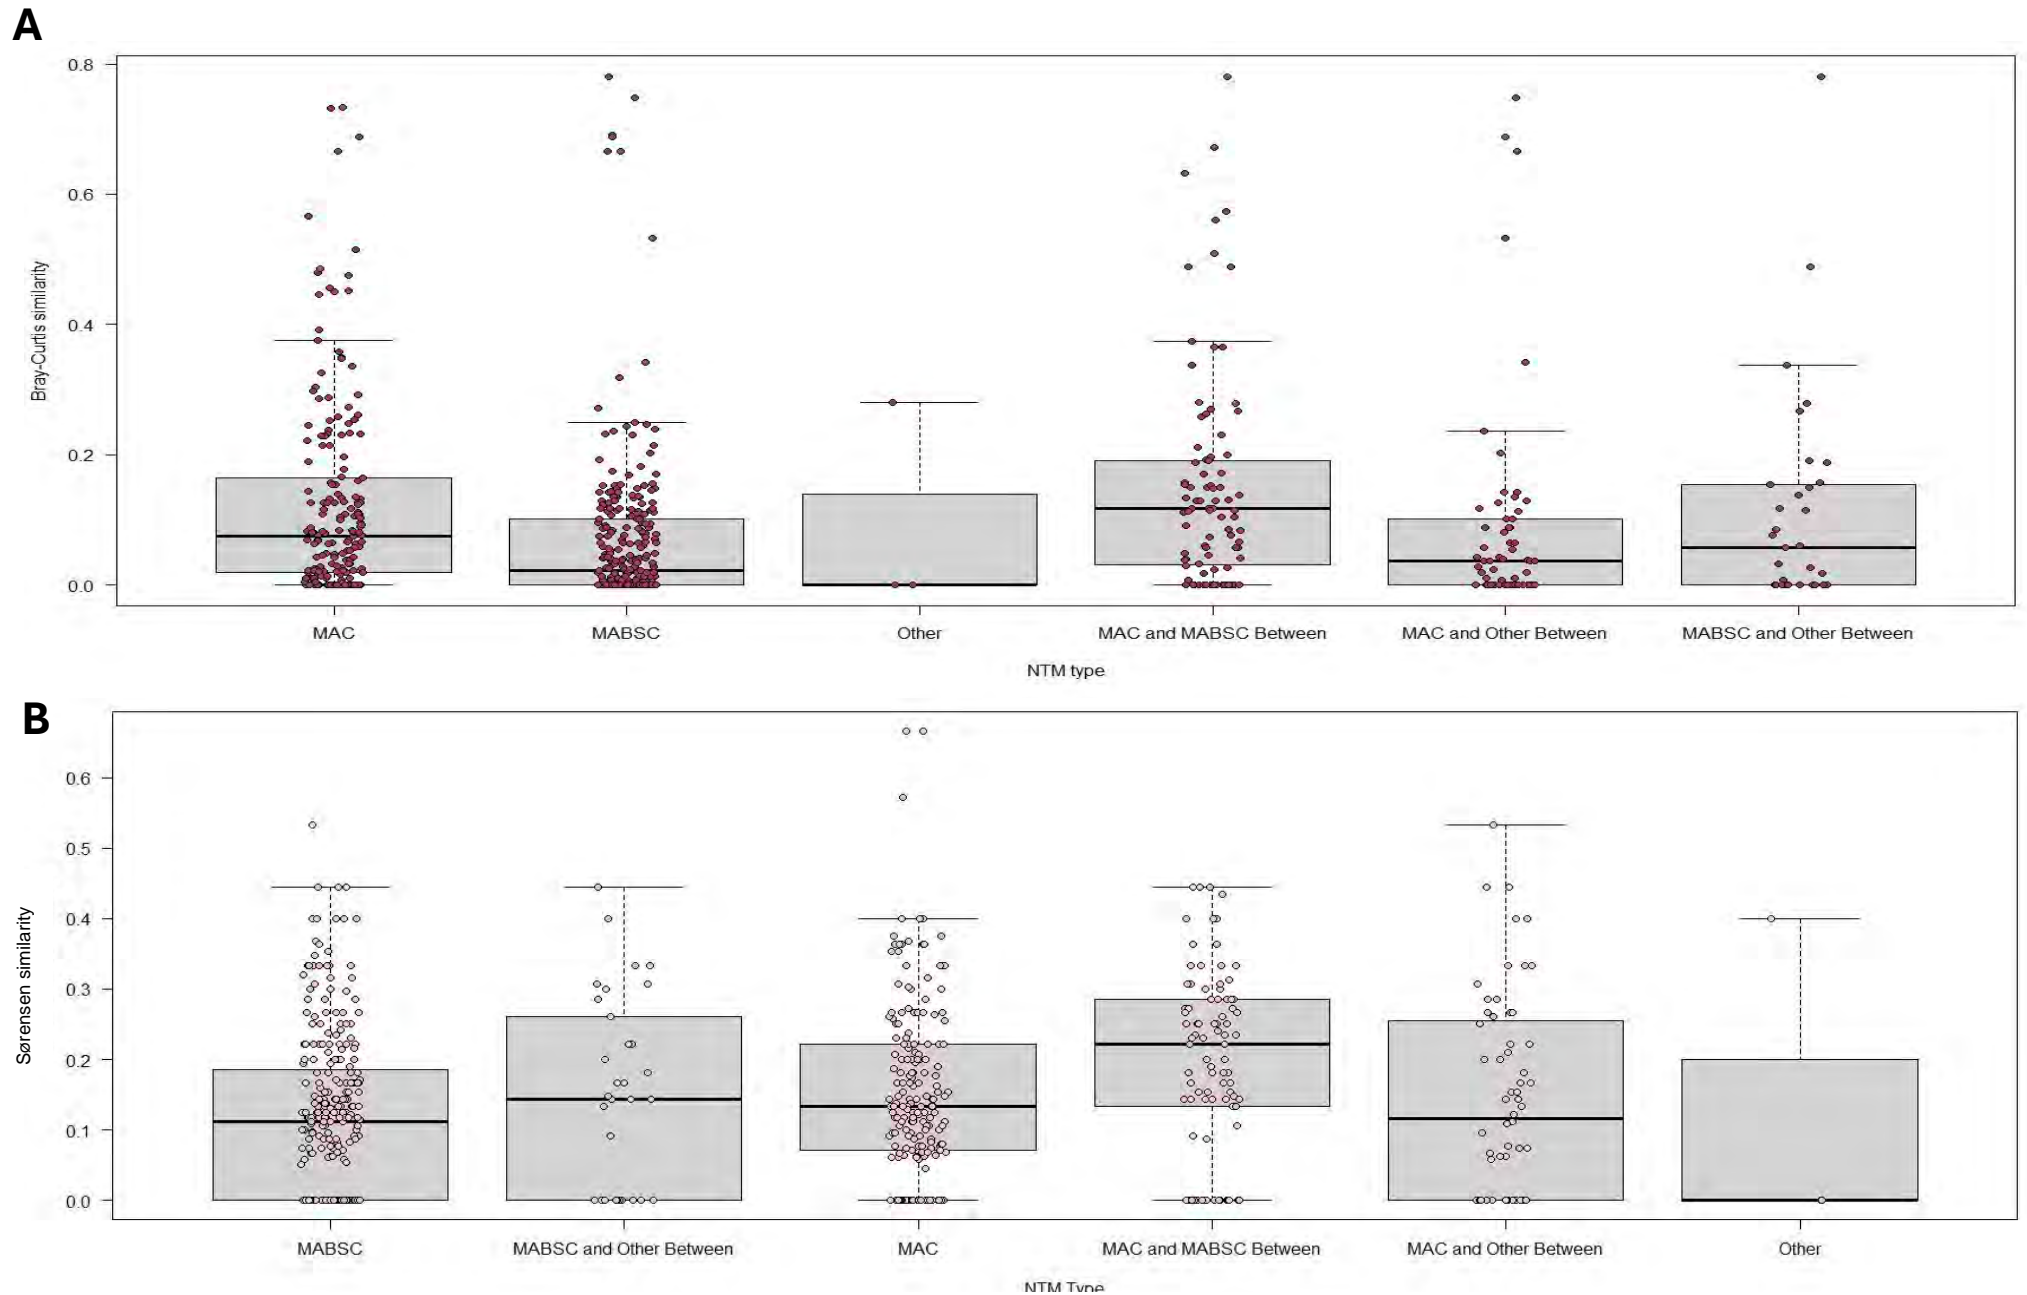 A
0.8
0.6
0.4
0.2
0.0
Bray-Curtis similarity
MAC
MABSC
Other
MAC and MABSC Between
MAC and Other Between
MABSC and Other Between
NTM type
B
0.6
0.5
0.4
0.3
0.2
0.1
0.0
Sørensen similarity
MABSC
MABSC and Other Between
MAC
MAC and MABSC Between
MAC and Other Between
Other
NTM Type